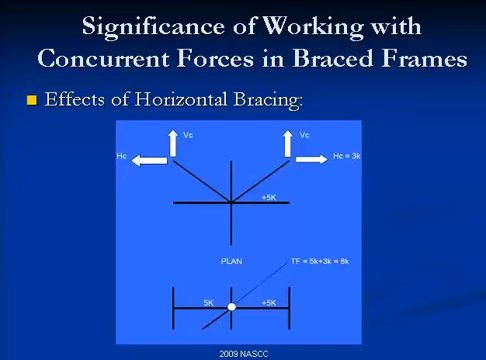 Significance of Working with
Concurrent Forces in Braced Frames
Effects of Horizontal Bracing:
Vc Vc
Hc Hc = 3k
+5K
PLAN TF = 5k+3k = 8k
5K +5K
2009 NASCC